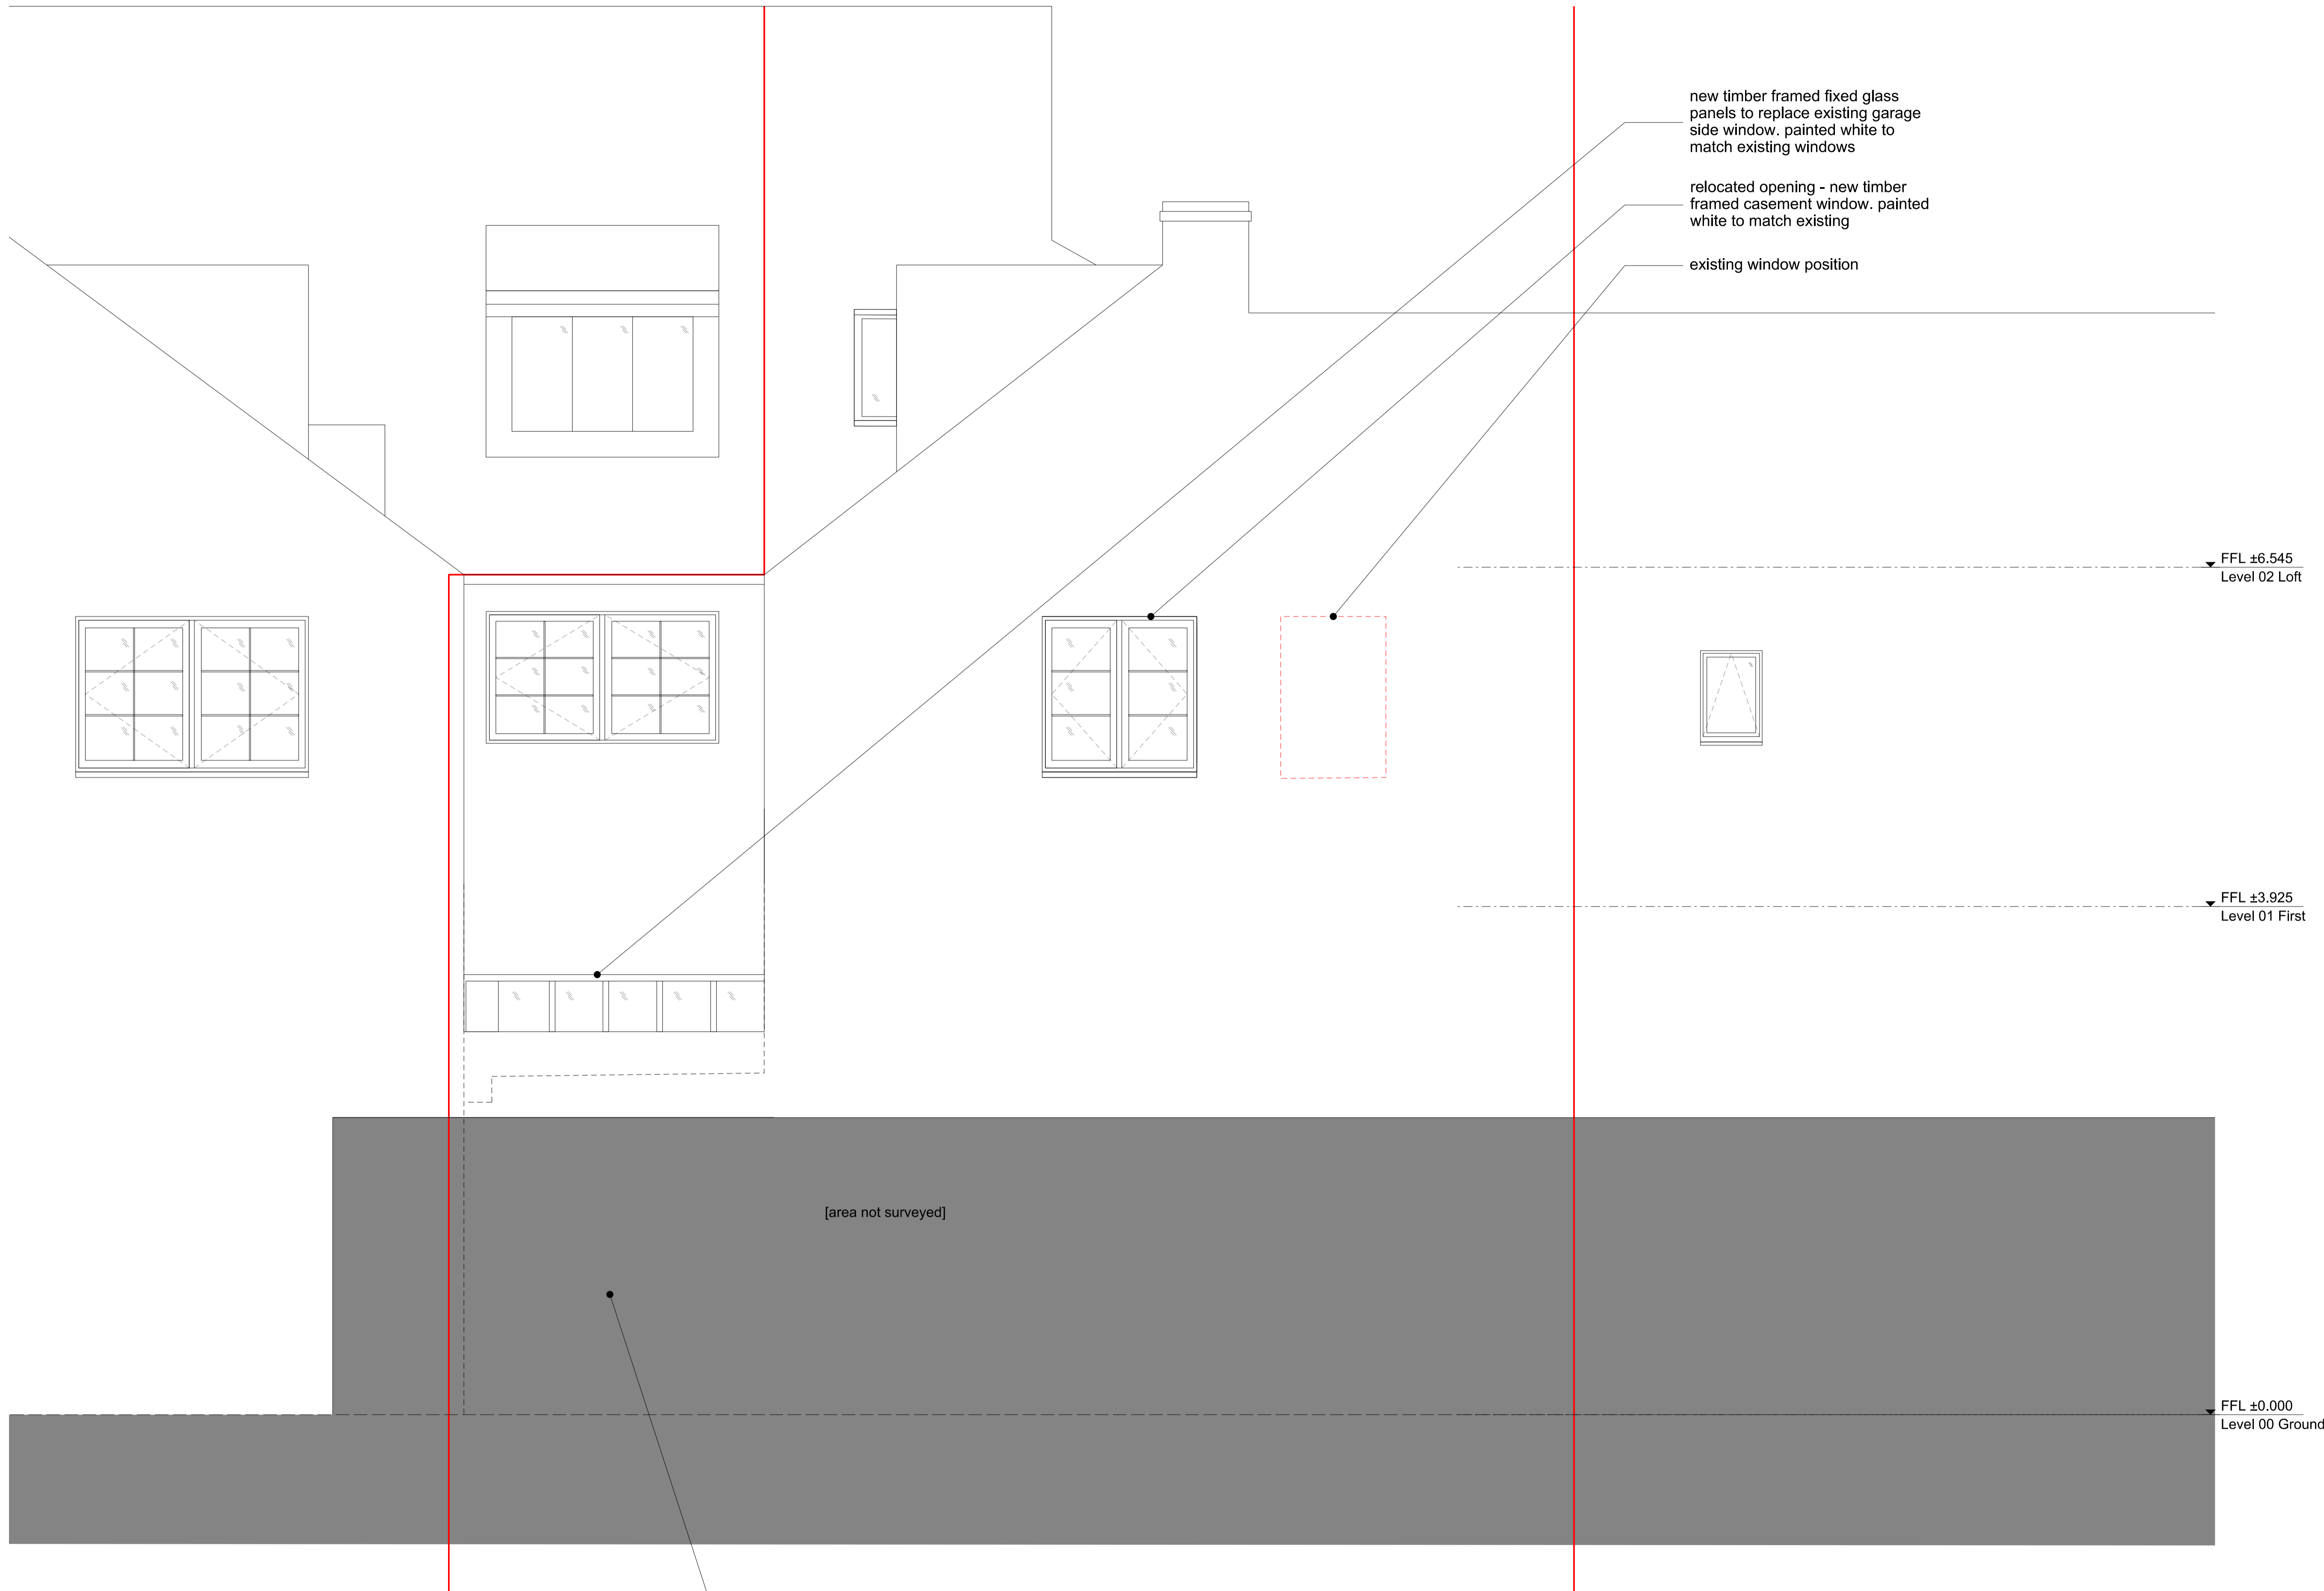 new timber framed fixed glass
panels to replace existing garage
side window. painted white to
match existing windows
relocated opening - new timber
framed casement window. painted
white to match existing
existing window position
FFL ±6.545
Level 02 Loft
FFL ±3.925
Level 01 First
[area not surveyed]
FFL ±0.000
Level 00 Ground